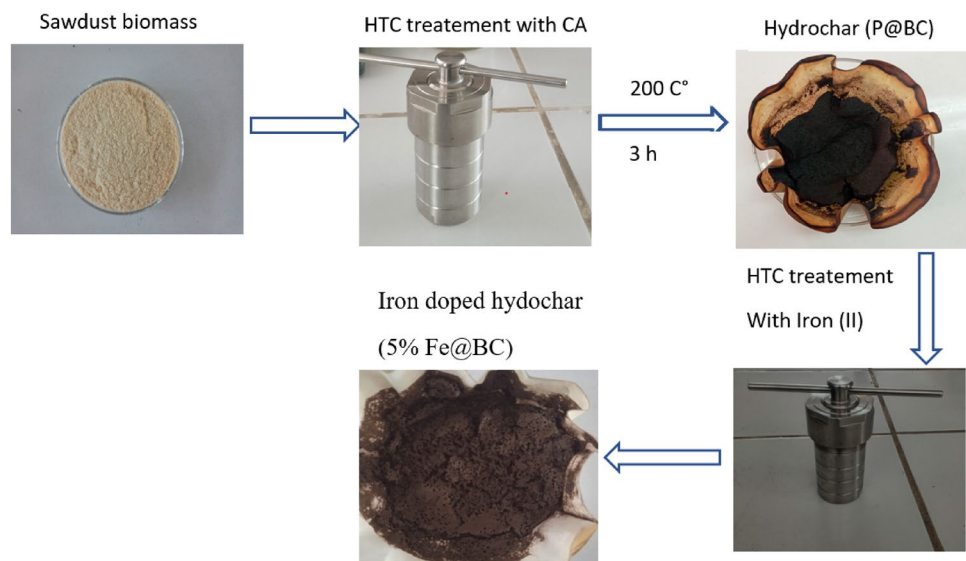 Sawdust biomass
HTC treatement with CA
200 C°
3 h
Hydrochar (P@BC)
HTC treatement
With Iron (II)
Iron doped hydochar
(5% Fe@BC)